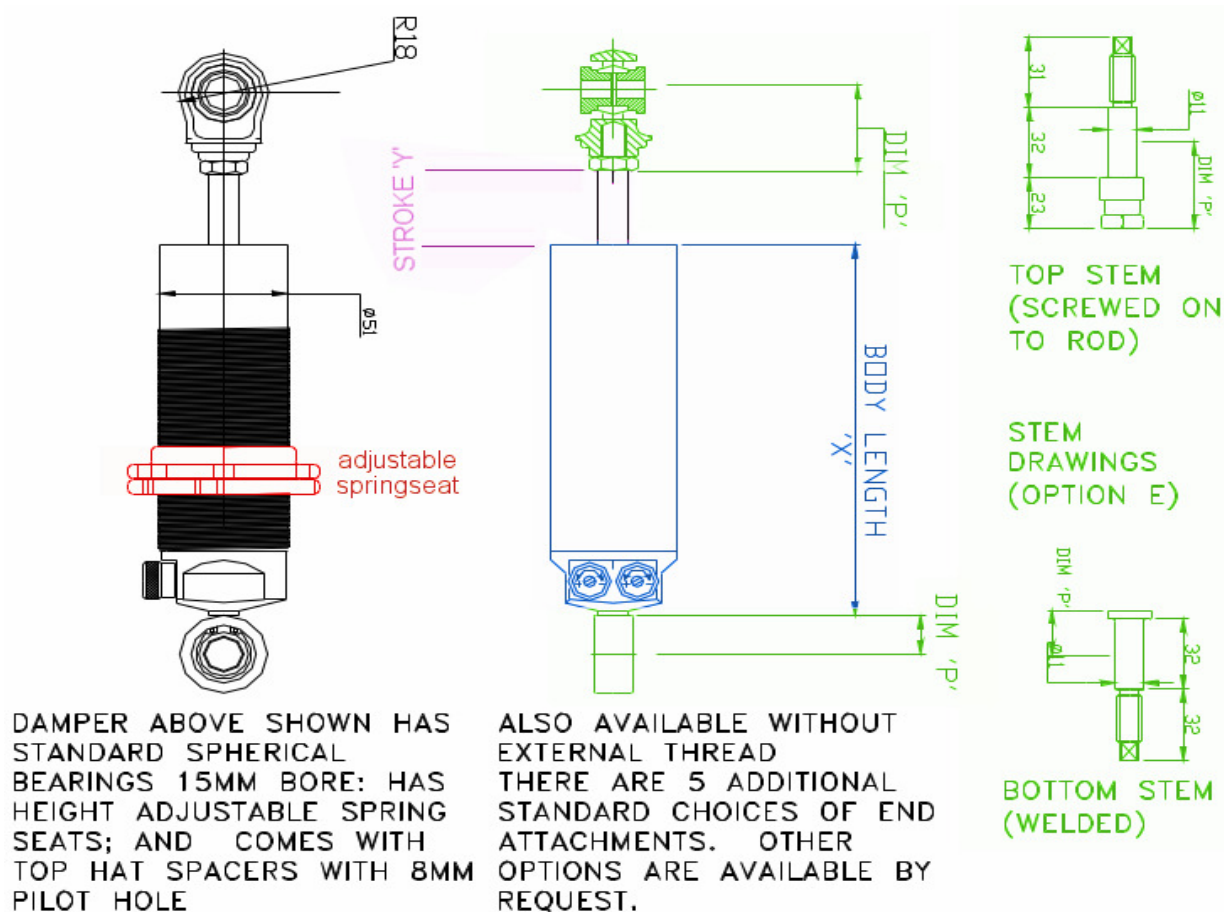 R18
STROKE 'Y'
ø51
adjustable
springseat
DIM 'P'
BODY LENGTH
'X'
DIM 'P'
31
32
23
ø11
DIM 'P'
TOP STEM
(SCREWED ON
TO ROD)
STEM
DRAWINGS
(OPTION E)
DIM 'P'
ø11
32
32
BOTTOM STEM
(WELDED)
DAMPER ABOVE SHOWN HAS
STANDARD SPHERICAL
BEARINGS 15MM BORE: HAS
HEIGHT ADJUSTABLE SPRING
SEATS; AND COMES WITH
TOP HAT SPACERS WITH 8MM
PILOT HOLE
ALSO AVAILABLE WITHOUT
EXTERNAL THREAD
THERE ARE 5 ADDITIONAL
STANDARD CHOICES OF END
ATTACHMENTS. OTHER
OPTIONS ARE AVAILABLE BY
REQUEST.